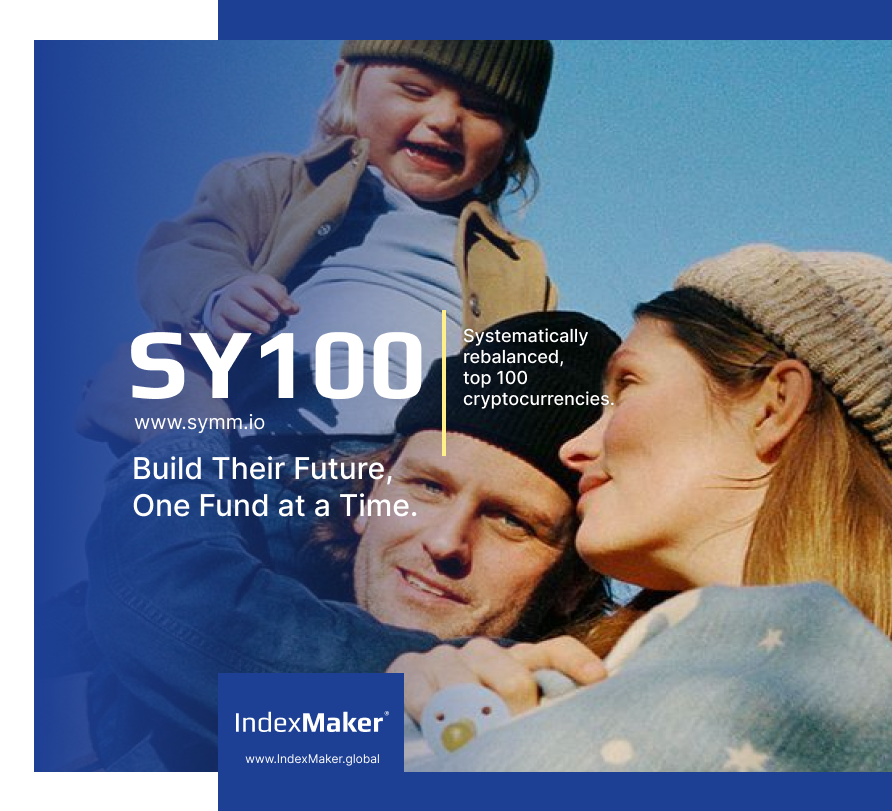 SY100
www.symm.io
Systematically
rebalanced,
top 100
cryptocurrencies.
Build Their Future,
One Fund at a Time.
IndexMaker®
www.IndexMaker.global